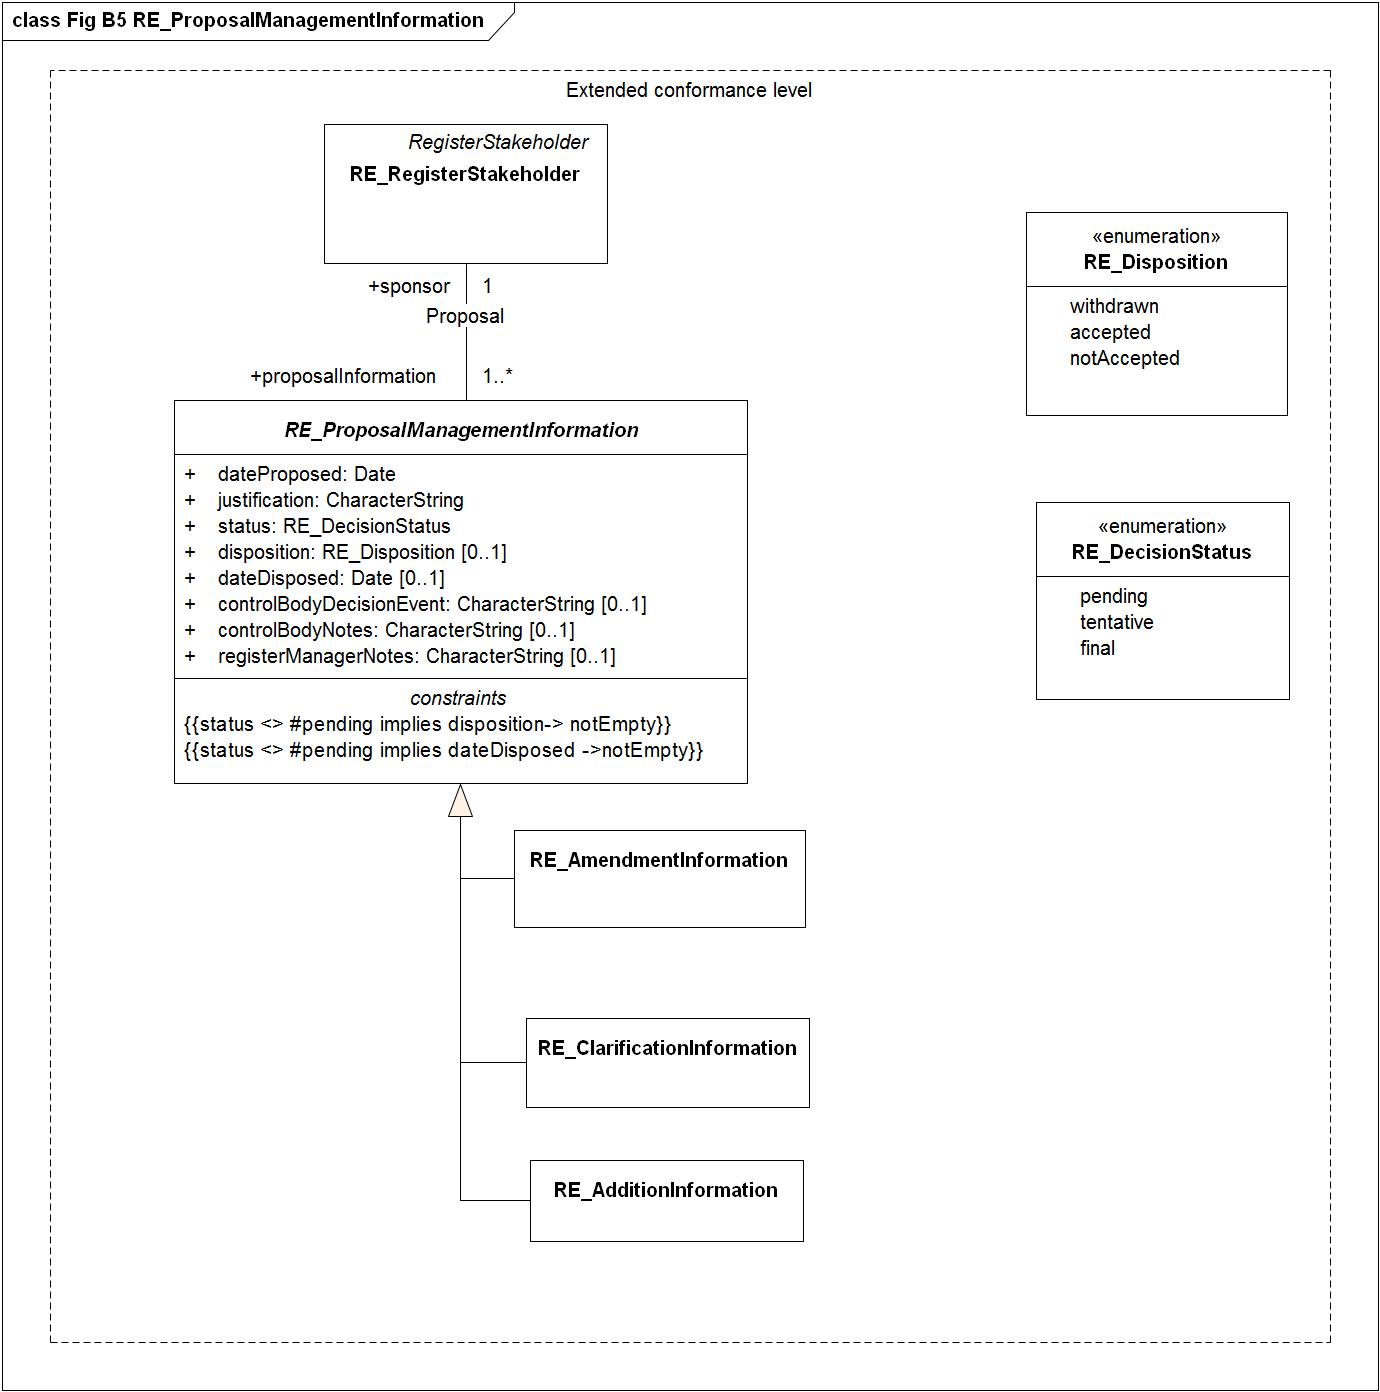 class Fig B5 RE_ProposalManagementInformation
Extended conformance level
RegisterStakeholder
RE_RegisterStakeholder
+sponsor 1
Proposal
+proposalInformation 1..*
RE_ProposalManagementInformation
+ dateProposed: Date
+ justification: CharacterString
+ status: RE_DecisionStatus
+ disposition: RE_Disposition [0..1]
+ dateDisposed: Date [0..1]
+ controlBodyDecisionEvent: CharacterString [0..1]
+ controlBodyNotes: CharacterString [0..1]
+ registerManagerNotes: CharacterString [0..1]
constraints
{{status <> #pending implies disposition-> notEmpty}}
{{status <> #pending implies dateDisposed ->notEmpty}}
RE_AmendmentInformation
RE_ClarificationInformation
RE_AdditionInformation
«enumeration»
RE_Disposition
withdrawn
accepted
notAccepted
«enumeration»
RE_DecisionStatus
pending
tentative
final